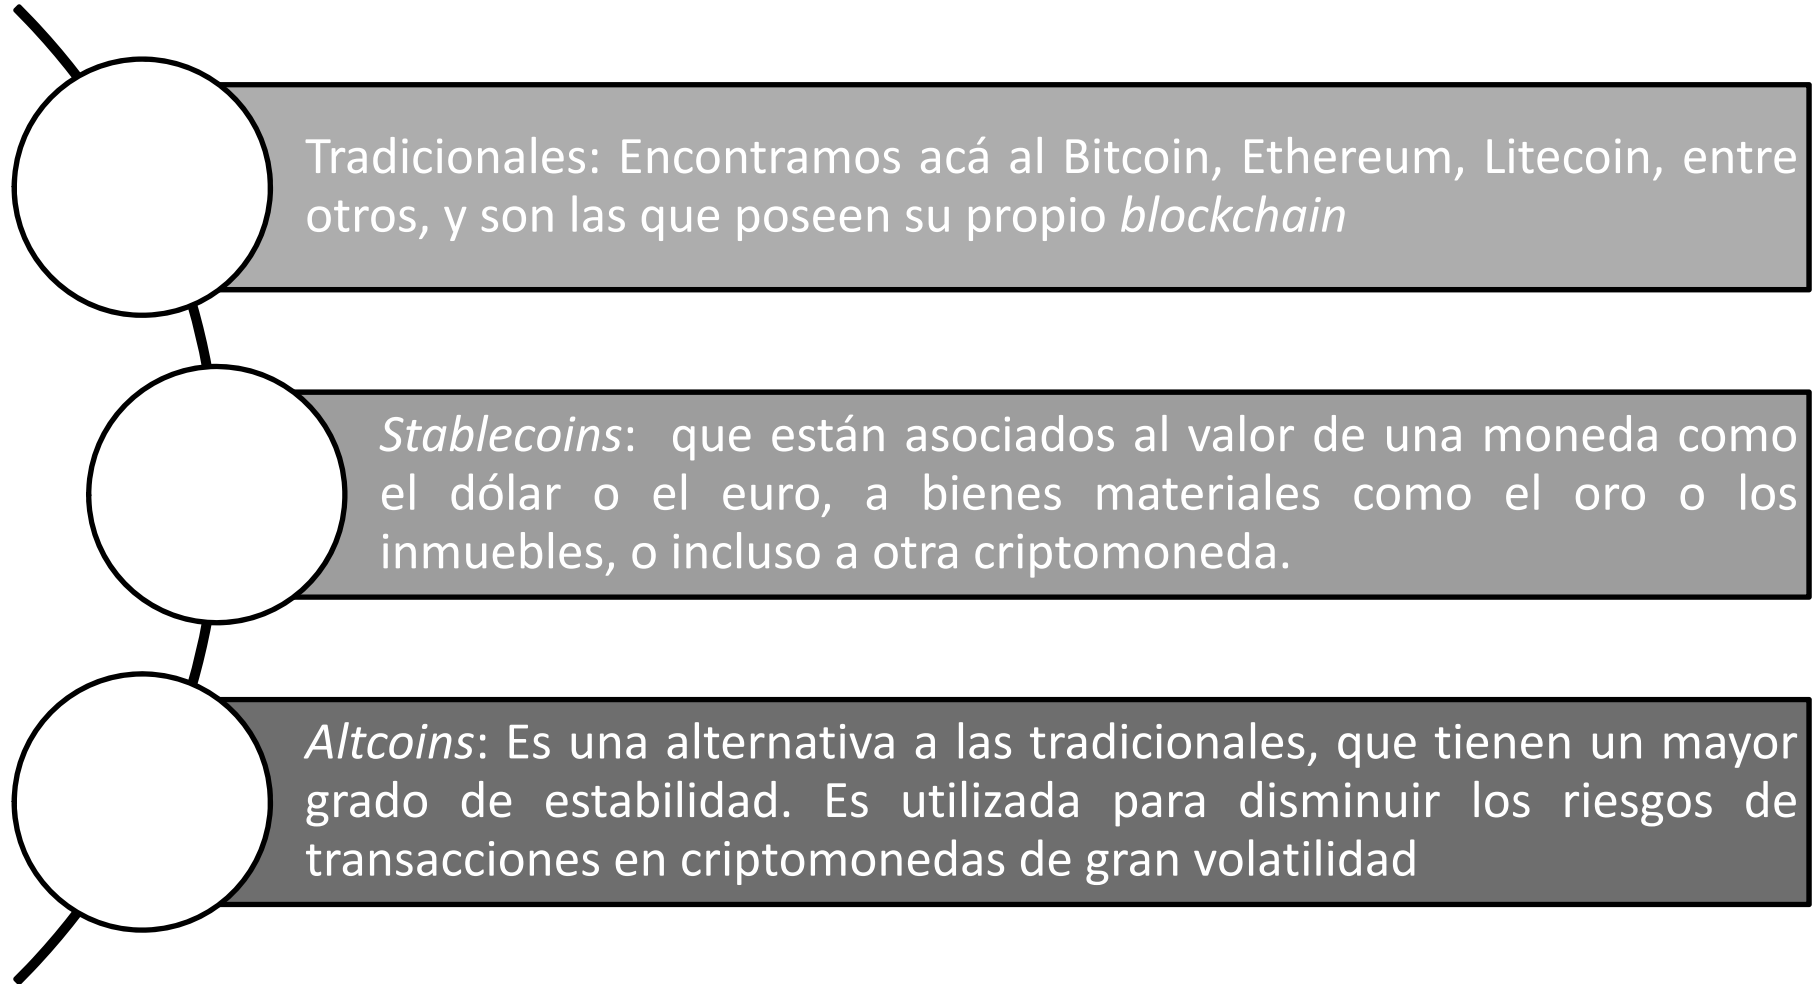 Tradicionales: Encontramos acá al Bitcoin, Ethereum, Litecoin, entre
otros, y son las que poseen su propio blockchain
Stablecoins: que están asociados al valor de una moneda como
el dólar o el euro, a bienes materiales como el oro o los
inmuebles, o incluso a otra criptomoneda.
Altcoins: Es una alternativa a las tradicionales, que tienen un mayor
grado de estabilidad. Es utilizada para disminuir los riesgos de
transacciones en criptomonedas de gran volatilidad